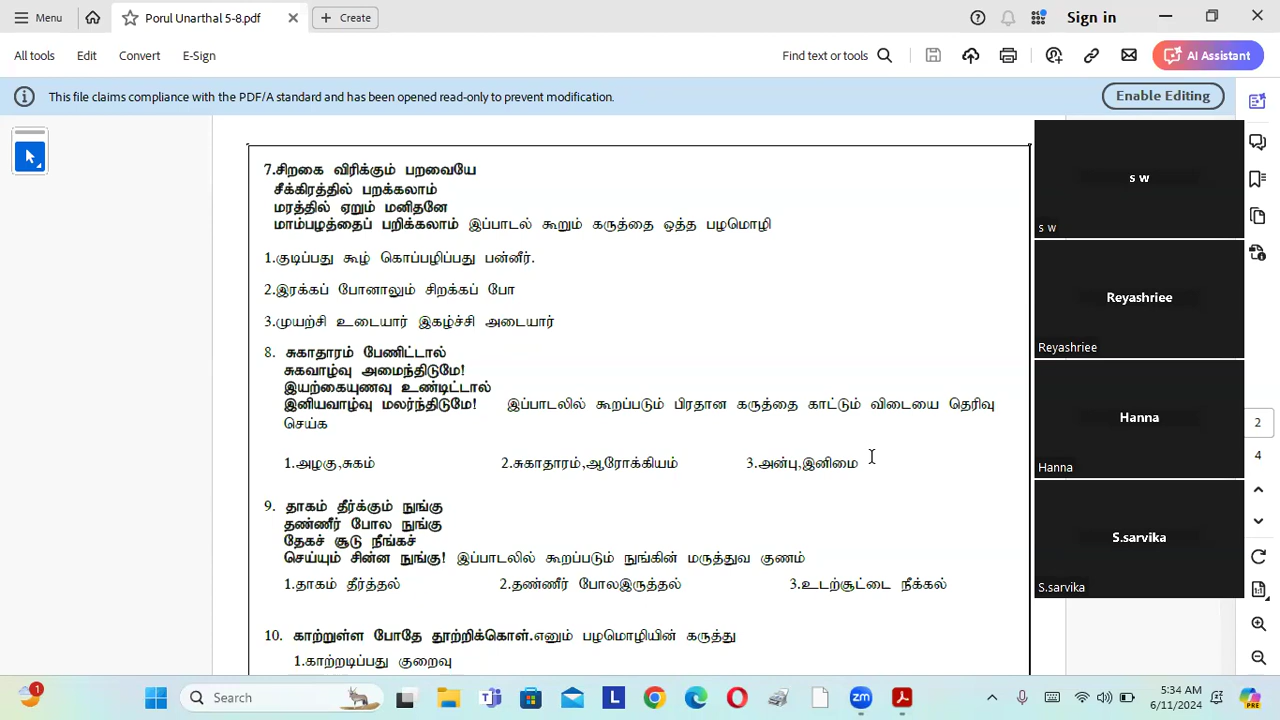 Menu
Porul Unarthal 5-8.pdf
Create
Sign in
All tools
Edit
Convert
E-Sign
Find text or tools
AI Assistant
This file claims compliance with the PDF/A standard and has been opened read-only to prevent modification.
Enable Editing
7.சிறகை விரிக்கும் பறவையே
சீக்கிரத்தில் பறக்கலாம்
மரத்தில் ஏறும் மனிதனே
மாம்பழத்தைப் பறிக்கலாம் இப்பாடல் கூறும் கருத்தை ஒத்த பழமொழி
1.குடிப்பது கூழ் கொப்பழிப்பது பன்னீர்.
2.இரக்கப் போனாலும் சிறக்கப் போ
3.முயற்சி உடையார் இகழ்ச்சி அடையார்
8. சுகாதாரம் பேணிட்டால்
சுகவாழ்வு அமைந்திடுமே!
இயற்கையுணவு உண்டிட்டால்
இனியவாழ்வு மலர்ந்திடுமே! இப்பாடலில் கூறப்படும் பிரதான கருத்தை காட்டும் விடையை தெரிவு
செய்க
1.அழகு,சுகம் 2.சுகாதாரம்,ஆரோக்கியம் 3.அன்பு,இனிமை
9. தாகம் தீர்க்கும் நுங்கு
தண்ணீர் போல நுங்கு
தேகச் சூடு நீங்கச்
செய்யும் சின்ன நுங்கு! இப்பாடலில் கூறப்படும் நுங்கின் மருத்துவ குணம்
1.தாகம் தீர்த்தல் 2.தண்ணீர் போலஇருத்தல் 3.உடற்சூட்டை நீக்கல்
10. காற்றுள்ள போதே தூற்றிக்கொள்.எனும் பழமொழியின் கருத்து
1.காற்றடிப்பது குறைவு
s w
s w
Reyashriee
Reyashriee
Hanna
Hanna
S.sarvika
S.sarvika
2
4
1:1
1
Search
L
5:34 AM
6/11/2024
PRE